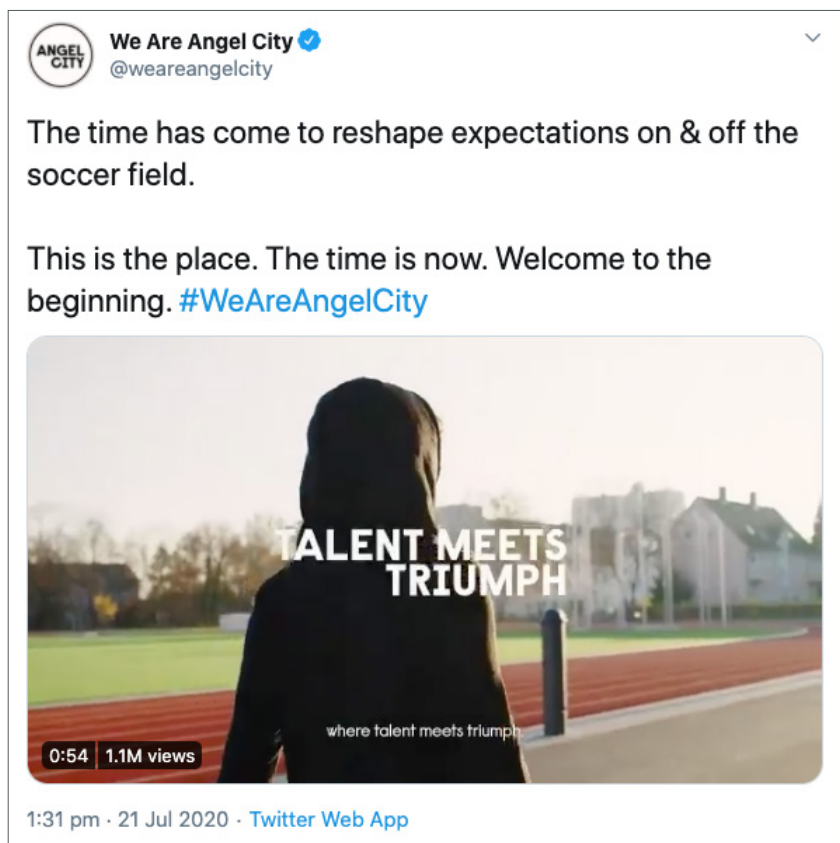 ANGEL
CITY
We Are Angel City
@weareangelcity
The time has come to reshape expectations on & off the
soccer field.
This is the place. The time is now. Welcome to the
beginning. #WeAreAngelCity
TALENT MEETS
TRIUMPH
where talent meets triumph.
0:54 1.1M views
1:31 pm · 21 Jul 2020 · Twitter Web App